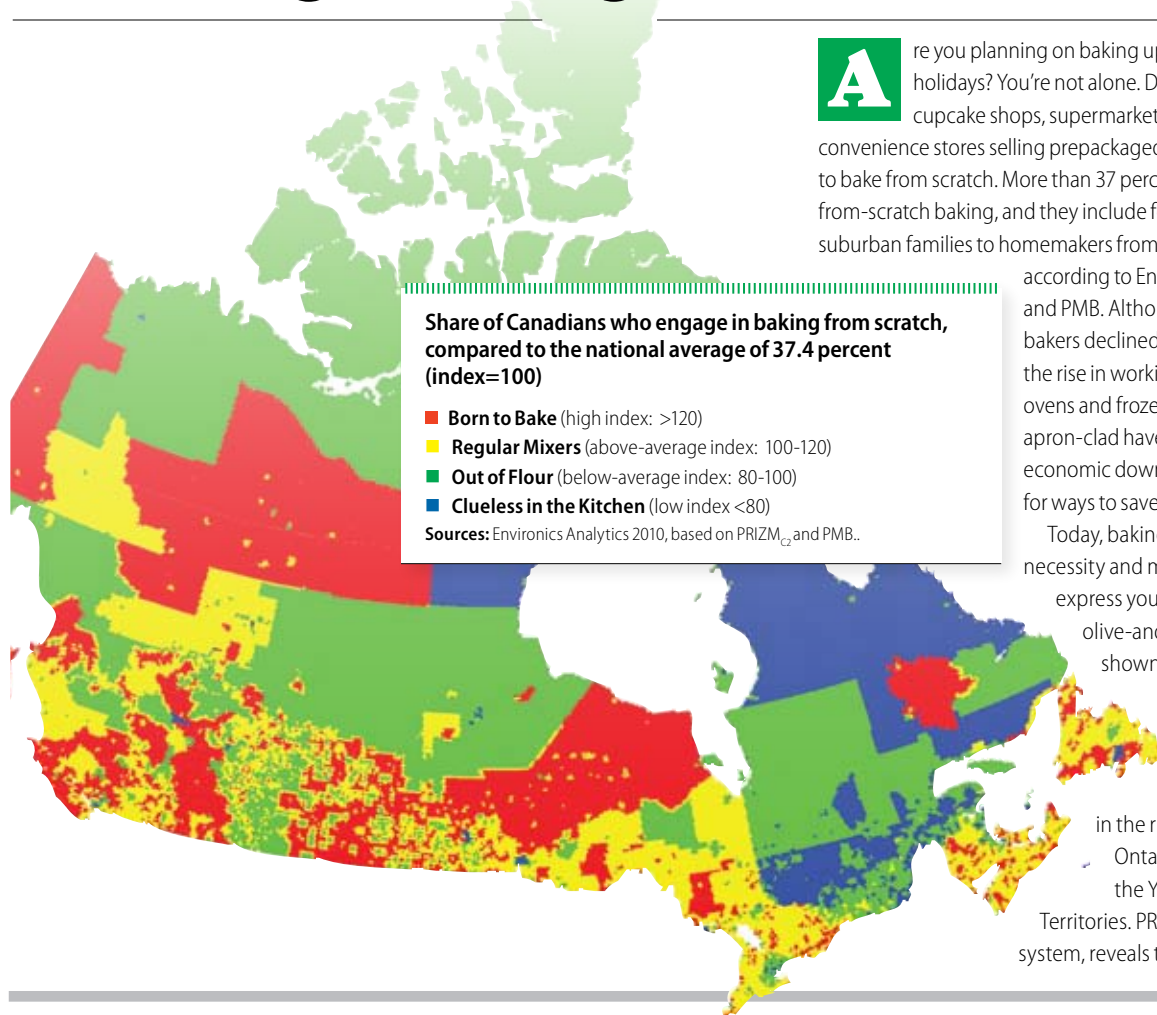 A
re you planning on baking up
holidays? You're not alone. D
cupcake shops, supermarket
convenience stores selling prepackaged
to bake from scratch. More than 37 perc
from-scratch baking, and they include f
suburban families to homemakers from
according to En
and PMB. Altho
bakers declined
the rise in worki
ovens and froze
apron-clad have
economic down
for ways to save
Today, baking
necessity and m
express you
olive-and
shown
in the r
Onta
the Y
Territories. PR
system, reveals t
Share of Canadians who engage in baking from scratch,
compared to the national average of 37.4 percent
(index=100)
Born to Bake (high index: >120)
Regular Mixers (above-average index: 100-120)
Out of Flour (below-average index: 80-100)
Clueless in the Kitchen (low index <80)
Sources: Environics Analytics 2010, based on PRIZMC2 and PMB..